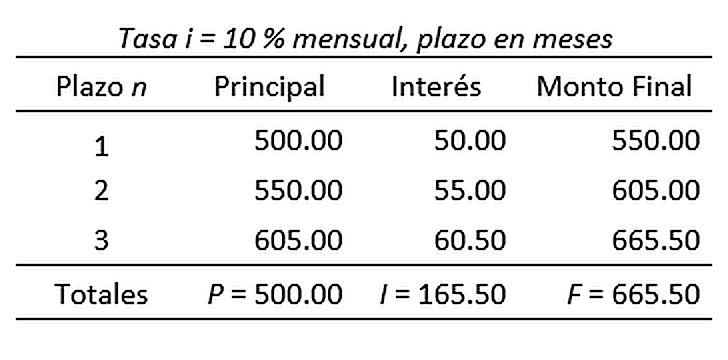 Tasa i = 10 % mensual, plazo en meses
Plazo n Principal Interés Monto Final
1 500.00 50.00 550.00
2 550.00 55.00 605.00
3 605.00 60.50 665.50
Totales P = 500.00 I = 165.50 F = 665.50